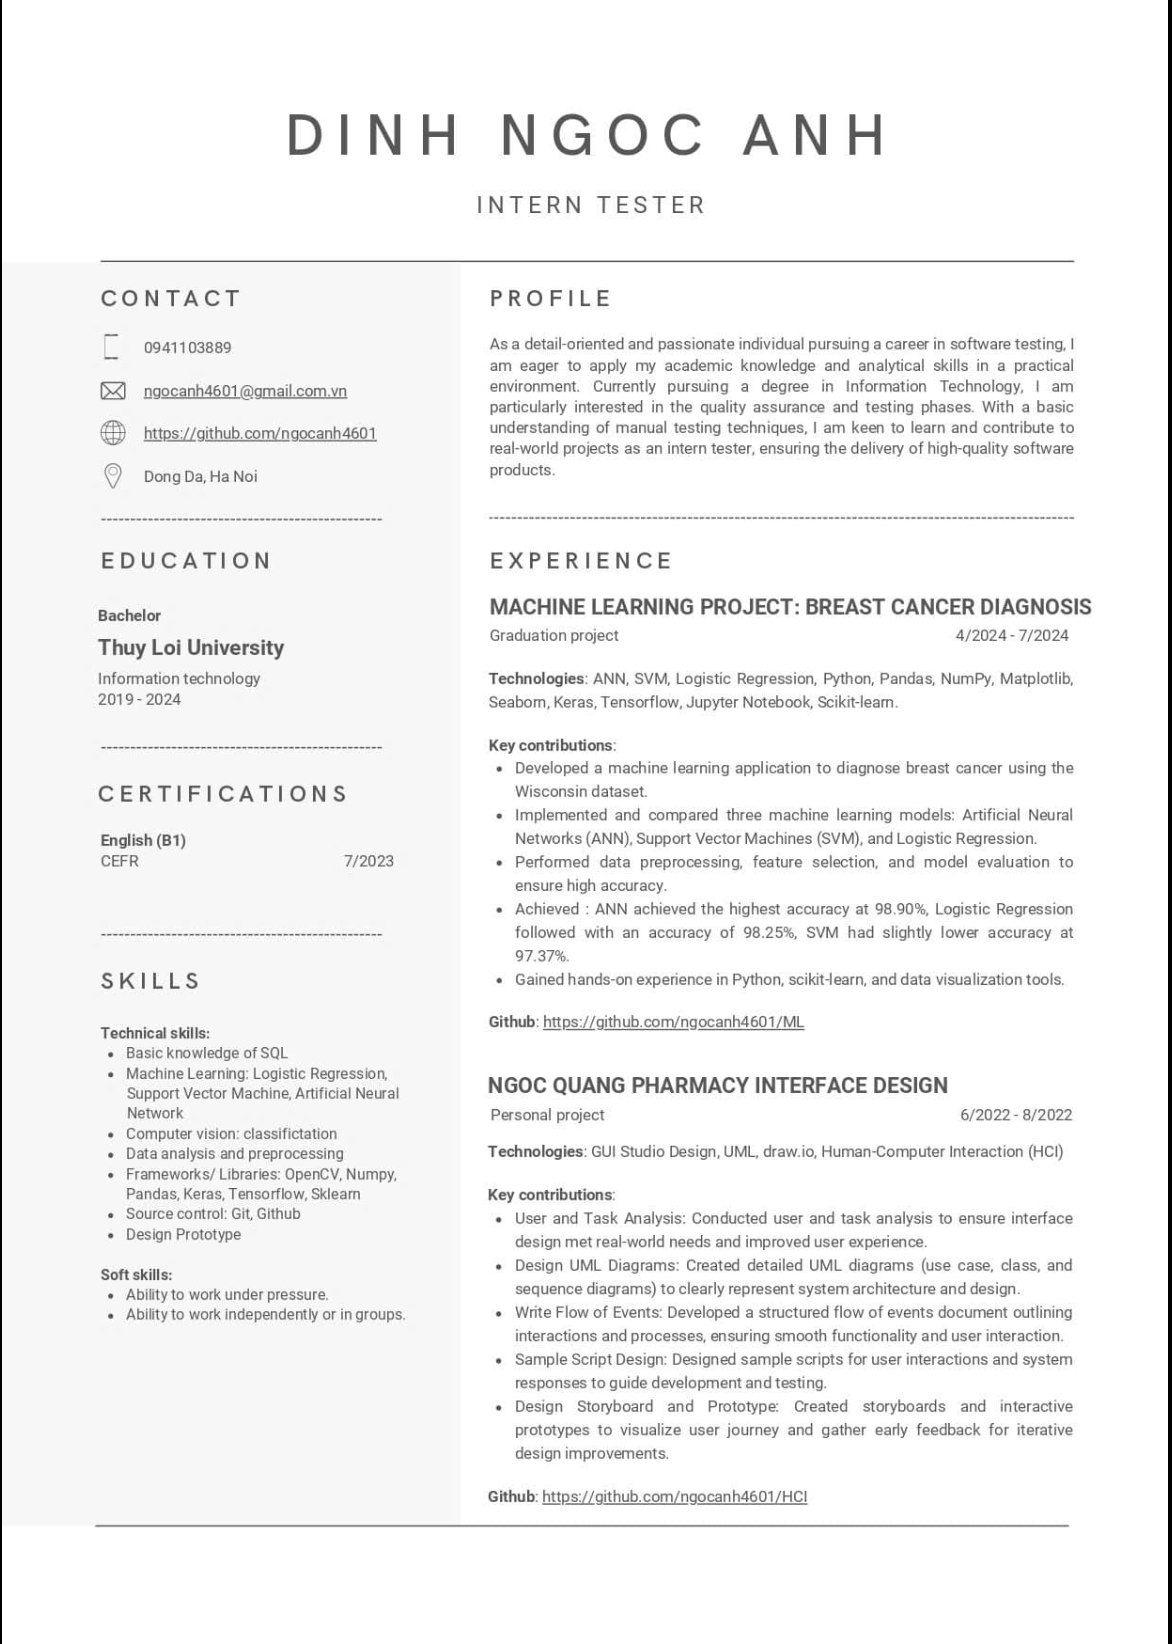 DINH NGOC ANH
INTERN TESTER
CONTACT
0941103889
ngocanh4601@gmail.com.vn
https://github.com/ngocanh4601
Dong Da, Ha Noi
------------------------------------------------
EDUCATION
Bachelor
Thuy Loi University
Information technology
2019 - 2024
------------------------------------------------
CERTIFICATIONS
English (B1)
CEFR 7/2023
------------------------------------------------
SKILLS
Technical skills:
• Basic knowledge of SQL
• Machine Learning: Logistic Regression,
Support Vector Machine, Artificial Neural
Network
• Computer vision: classifictation
• Data analysis and preprocessing
• Frameworks/ Libraries: OpenCV, Numpy,
Pandas, Keras, Tensorflow, Sklearn
• Source control: Git, Github
• Design Prototype
Soft skills:
• Ability to work under pressure.
• Ability to work independently or in groups.
PROFILE
As a detail-oriented and passionate individual pursuing a career in software testing, I
am eager to apply my academic knowledge and analytical skills in a practical
environment. Currently pursuing a degree in Information Technology, I am
particularly interested in the quality assurance and testing phases. With a basic
understanding of manual testing techniques, I am keen to learn and contribute to
real-world projects as an intern tester, ensuring the delivery of high-quality software
products.
----------------------------------------------------------------------------------------------------
EXPERIENCE
MACHINE LEARNING PROJECT: BREAST CANCER DIAGNOSIS
Graduation project 4/2024 - 7/2024
Technologies: ANN, SVM, Logistic Regression, Python, Pandas, NumPy, Matplotlib,
Seaborn, Keras, Tensorflow, Jupyter Notebook, Scikit-learn.
Key contributions:
• Developed a machine learning application to diagnose breast cancer using the
Wisconsin dataset.
• Implemented and compared three machine learning models: Artificial Neural
Networks (ANN), Support Vector Machines (SVM), and Logistic Regression.
• Performed data preprocessing, feature selection, and model evaluation to
ensure high accuracy.
• Achieved : ANN achieved the highest accuracy at 98.90%, Logistic Regression
followed with an accuracy of 98.25%, SVM had slightly lower accuracy at
97.37%.
• Gained hands-on experience in Python, scikit-learn, and data visualization tools.
Github: https://github.com/ngocanh4601/ML
NGOC QUANG PHARMACY INTERFACE DESIGN
Personal project 6/2022 - 8/2022
Technologies: GUI Studio Design, UML, draw.io, Human-Computer Interaction (HCI)
Key contributions:
• User and Task Analysis: Conducted user and task analysis to ensure interface
design met real-world needs and improved user experience.
• Design UML Diagrams: Created detailed UML diagrams (use case, class, and
sequence diagrams) to clearly represent system architecture and design.
• Write Flow of Events: Developed a structured flow of events document outlining
interactions and processes, ensuring smooth functionality and user interaction.
• Sample Script Design: Designed sample scripts for user interactions and system
responses to guide development and testing.
• Design Storyboard and Prototype: Created storyboards and interactive
prototypes to visualize user journey and gather early feedback for iterative
design improvements.
Github: https://github.com/ngocanh4601/HCI